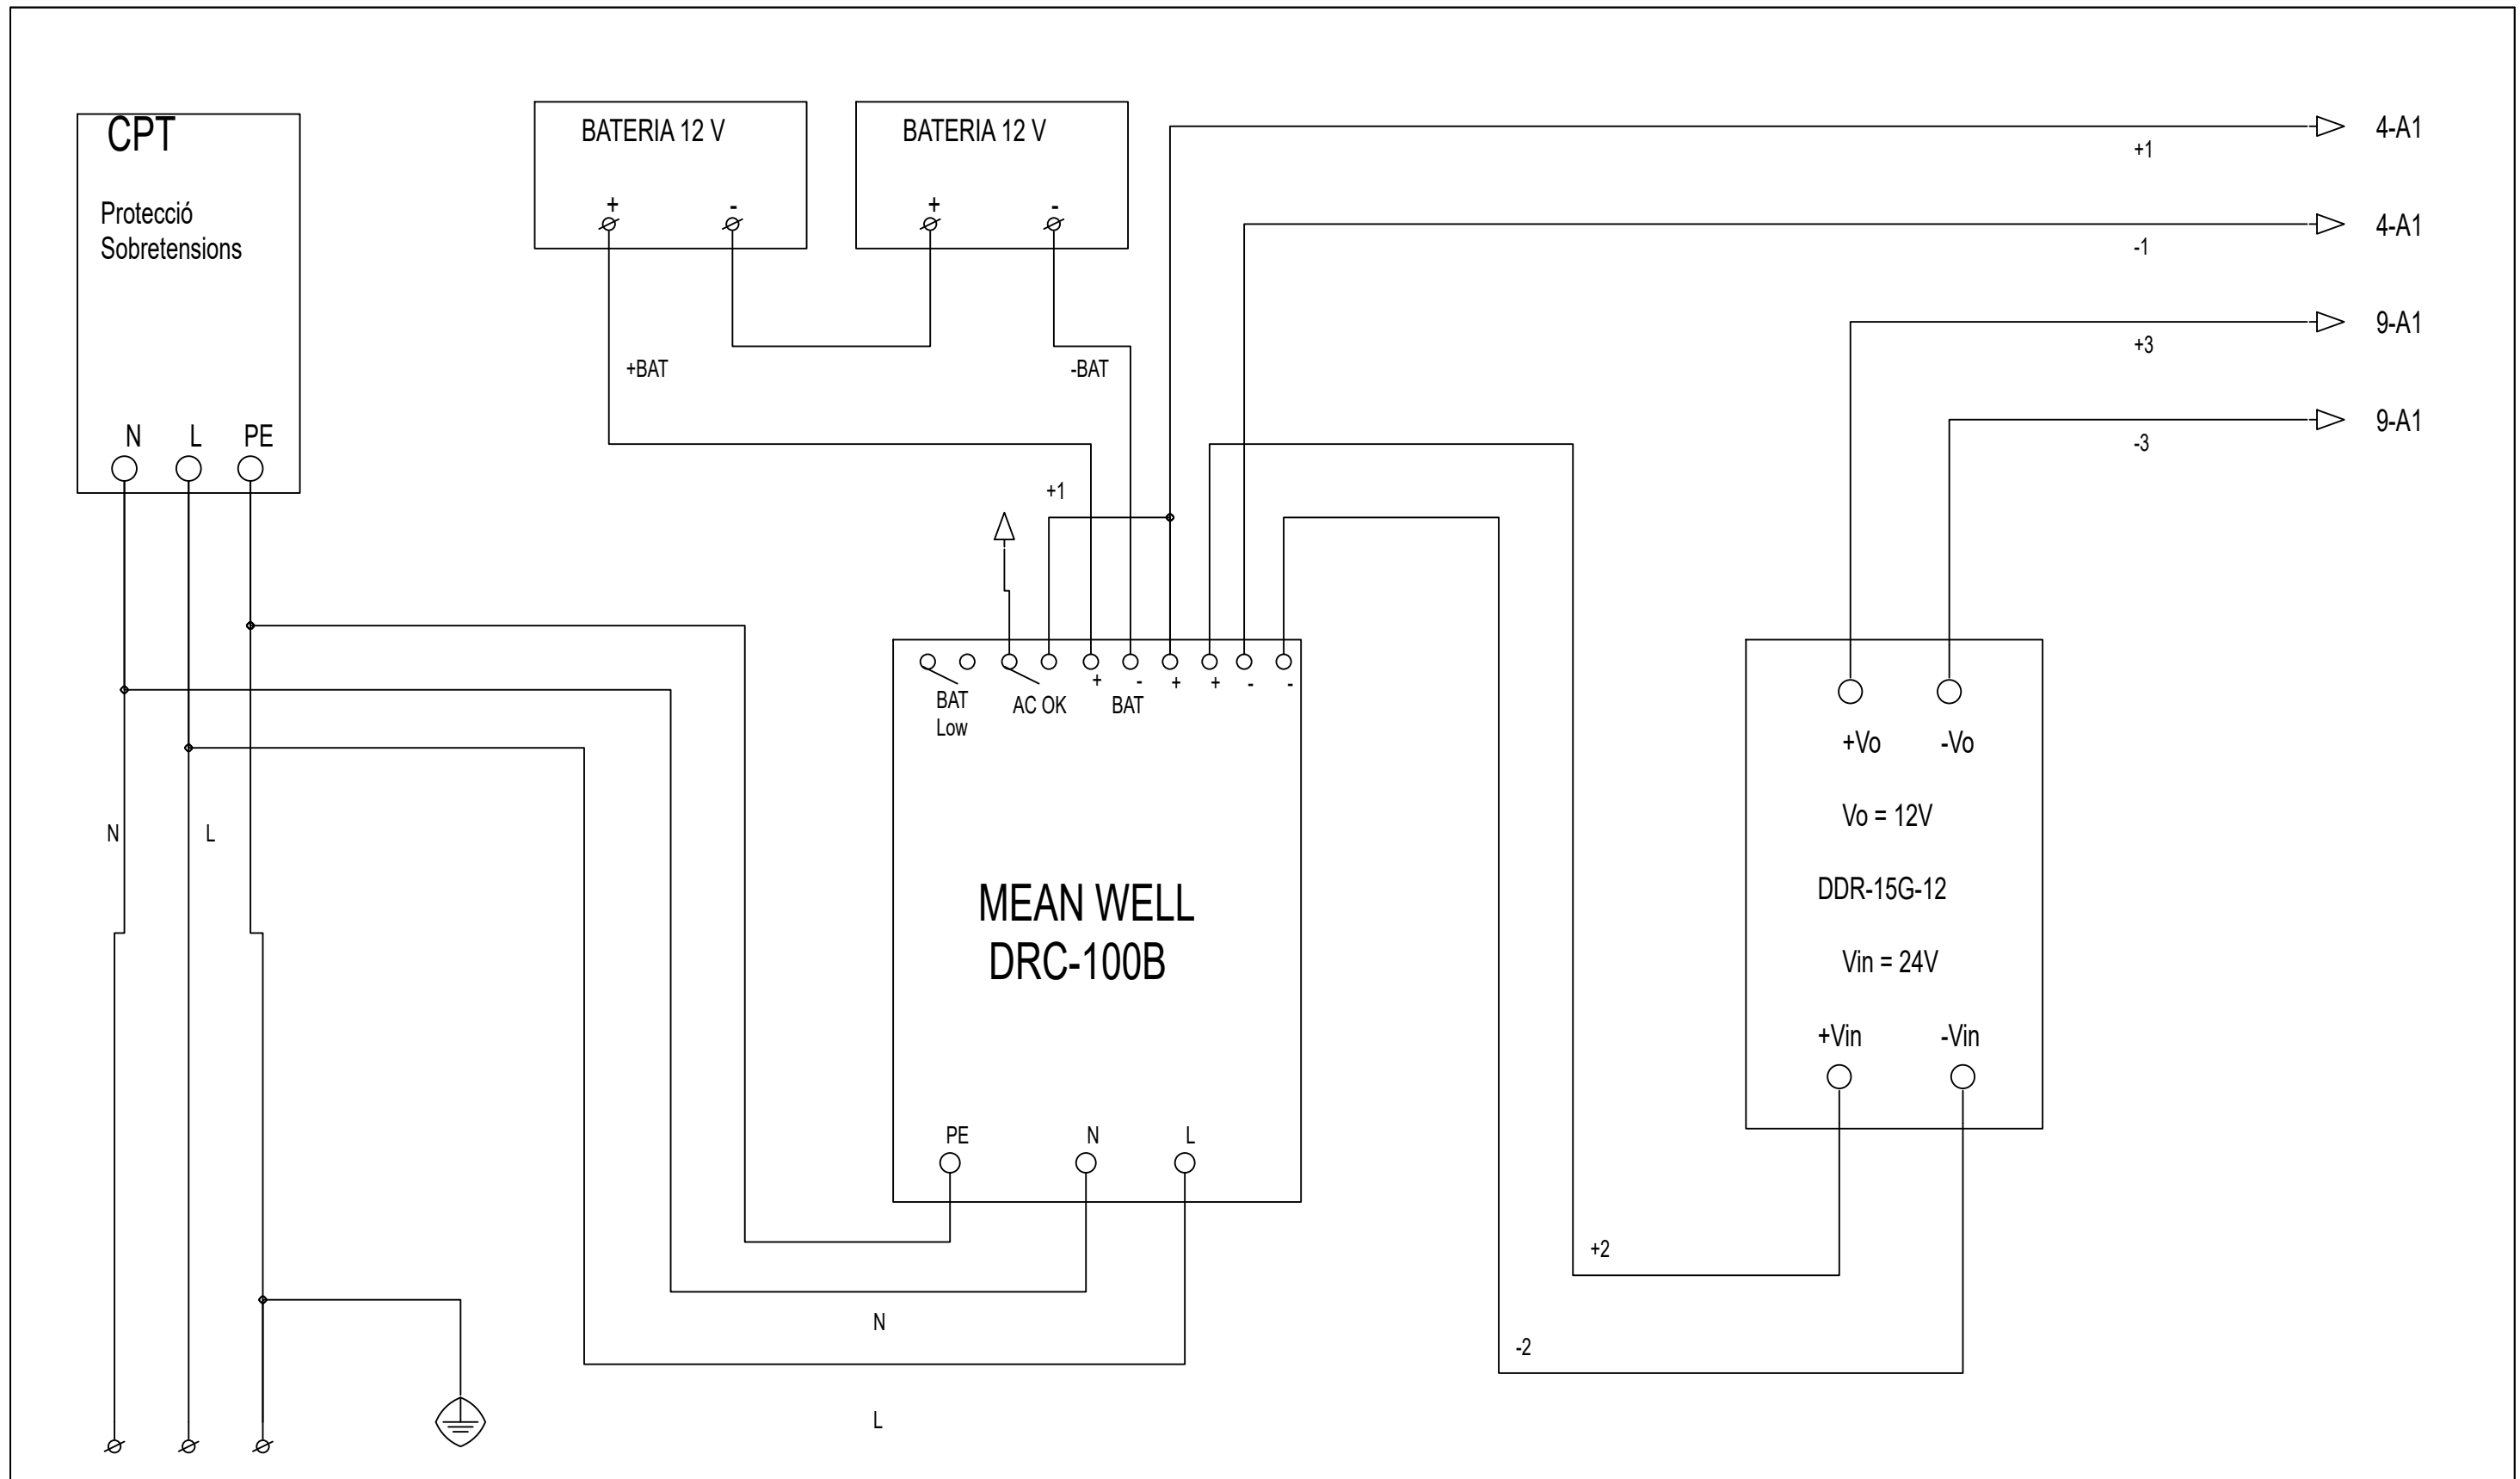 CPT
Protecció
Sobretensions
N L PE
BATERIA 12 V
+ -
BATERIA 12 V
+ -
+BAT
-BAT
4-A1
+1
4-A1
-1
9-A1
+3
9-A1
-3
+1
+ - + + - -
BAT
Low
AC OK
BAT
MEAN WELL
DRC-100B
PE N L
+Vo -Vo
Vo = 12V
DDR-15G-12
Vin = 24V
+Vin -Vin
N L
+2
-2
N
L